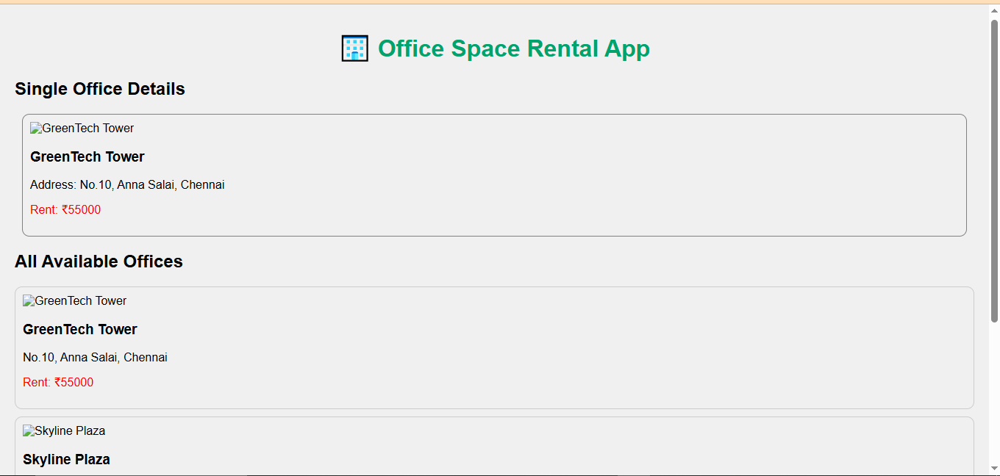 Office Space Rental App
Single Office Details
GreenTech Tower
GreenTech Tower
Address: No.10, Anna Salai, Chennai
Rent: ₹55000
All Available Offices
GreenTech Tower
GreenTech Tower
No.10, Anna Salai, Chennai
Rent: ₹55000
Skyline Plaza
Skyline Plaza